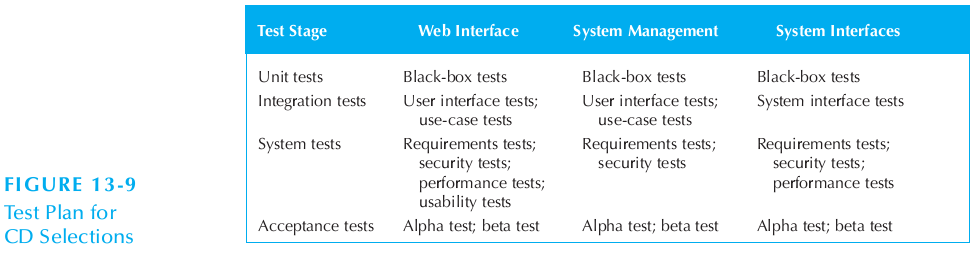 Test Stage Web Interface System Management System Interfaces
Unit tests Black-box tests Black-box tests Black-box tests
Integration tests User interface tests; User interface tests; System interface tests
use-case tests use-case tests
System tests Requirements tests; Requirements tests; Requirements tests;
security tests; security tests security tests;
performance tests; performance tests
usability tests
Acceptance tests Alpha test; beta test Alpha test; beta test Alpha test; beta test
FIGURE 13-9
Test Plan for
CD Selections